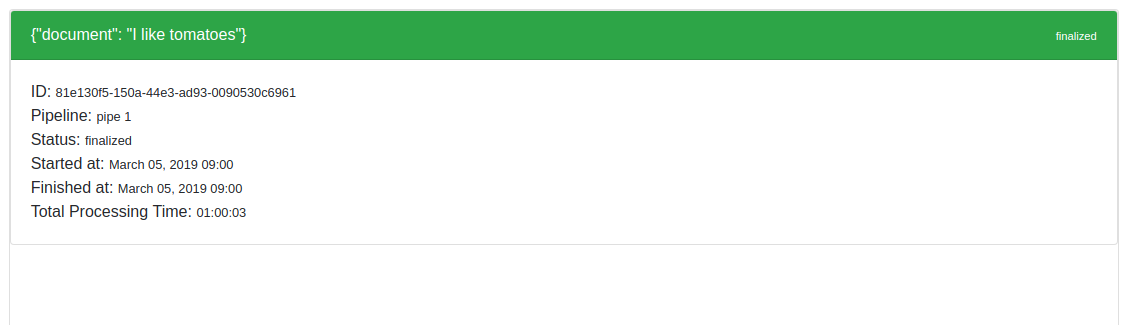 {"document": "I like tomatoes"}
finalized
ID: 81e130f5-150a-44e3-ad93-0090530c6961
Pipeline: pipe 1
Status: finalized
Started at: March 05, 2019 09:00
Finished at: March 05, 2019 09:00
Total Processing Time: 01:00:03